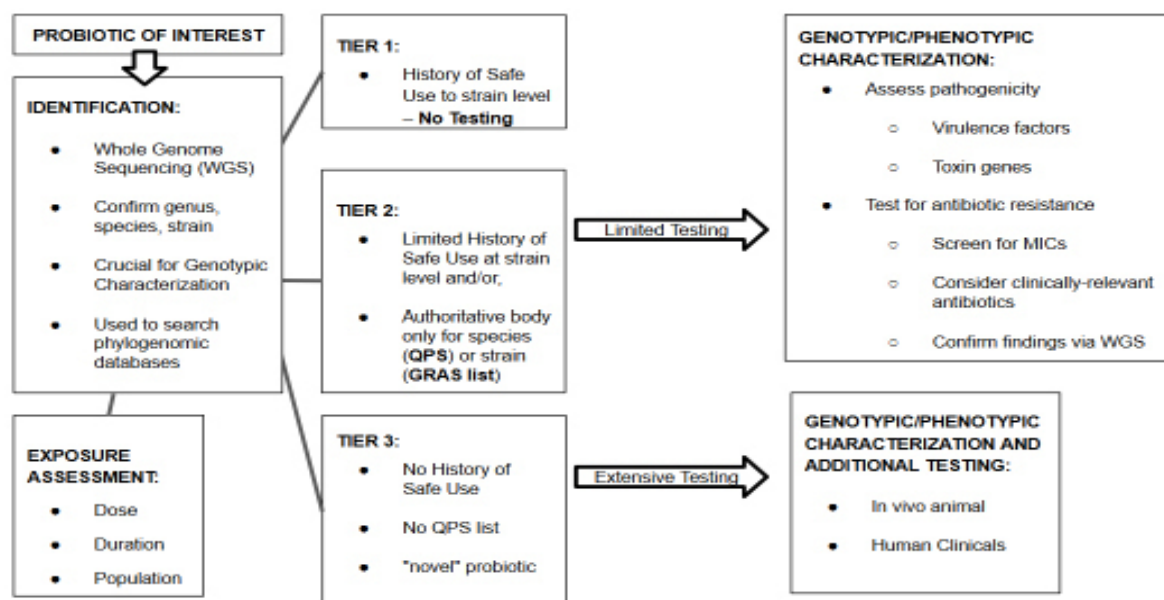 PROBIOTIC OF INTEREST
IDENTIFICATION:
● Whole Genome
Sequencing (WGS)
● Confirm genus,
species, strain
● Crucial for Genotypic
Characterization
● Used to search
phylogenomic
databases
EXPOSURE
ASSESSMENT:
● Dose
● Duration
● Population
TIER 1:
● History of Safe
Use to strain level
– No Testing
TIER 2:
● Limited History of
Safe Use at strain
level and/or,
● Authoritative body
only for species
(QPS) or strain
(GRAS list)
TIER 3:
● No History of
Safe Use
● No QPS list
● "novel" probiotic
Limited Testing
Extensive Testing
GENOTYPIC/PHENOTYPIC
CHARACTERIZATION:
● Assess pathogenicity
○ Virulence factors
○ Toxin genes
● Test for antibiotic resistance
○ Screen for MICs
○ Consider clinically-relevant
antibiotics
○ Confirm findings via WGS
GENOTYPIC/PHENOTYPIC
CHARACTERIZATION AND
ADDITIONAL TESTING:
● In vivo animal
● Human Clinicals